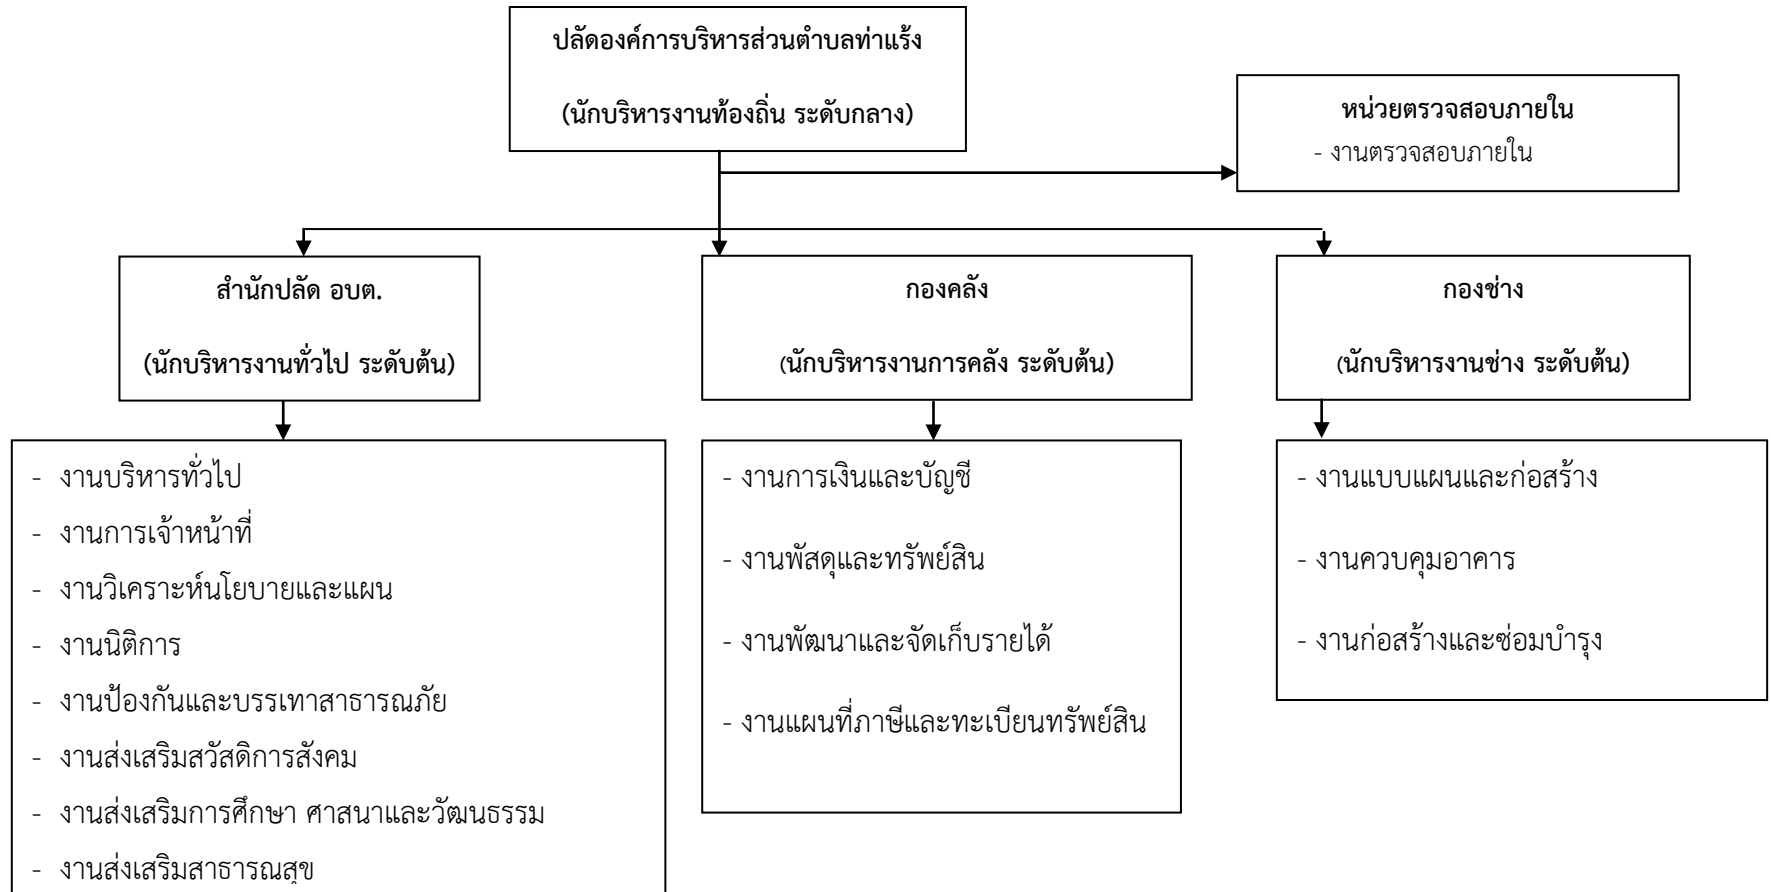 ปลัดองค์การบริหารส่วนตำบลท่าแร้ง
(นักบริหารงานท้องถิ่น ระดับกลาง)
หน่วยตรวจสอบภายใน
- งานตรวจสอบภายใน
สำนักปลัด อบต.
(นักบริหารงานทั่วไป ระดับต้น)
กองคลัง
(นักบริหารงานการคลัง ระดับต้น)
กองช่าง
(นักบริหารงานช่าง ระดับต้น)
- งานบริหารทั่วไป
- งานการเจ้าหน้าที่
- งานวิเคราะห์นโยบายและแผน
- งานนิติการ
- งานป้องกันและบรรเทาสาธารณภัย
- งานส่งเสริมสวัสดิการสังคม
- งานส่งเสริมการศึกษา ศาสนาและวัฒนธรรม
- งานส่งเสริมสาธารณสุข
- งานการเงินและบัญชี
- งานพัสดุและทรัพย์สิน
- งานพัฒนาและจัดเก็บรายได้
- งานแผนที่ภาษีและทะเบียนทรัพย์สิน
- งานแบบแผนและก่อสร้าง
- งานควบคุมอาคาร
- งานก่อสร้างและซ่อมบำรุง